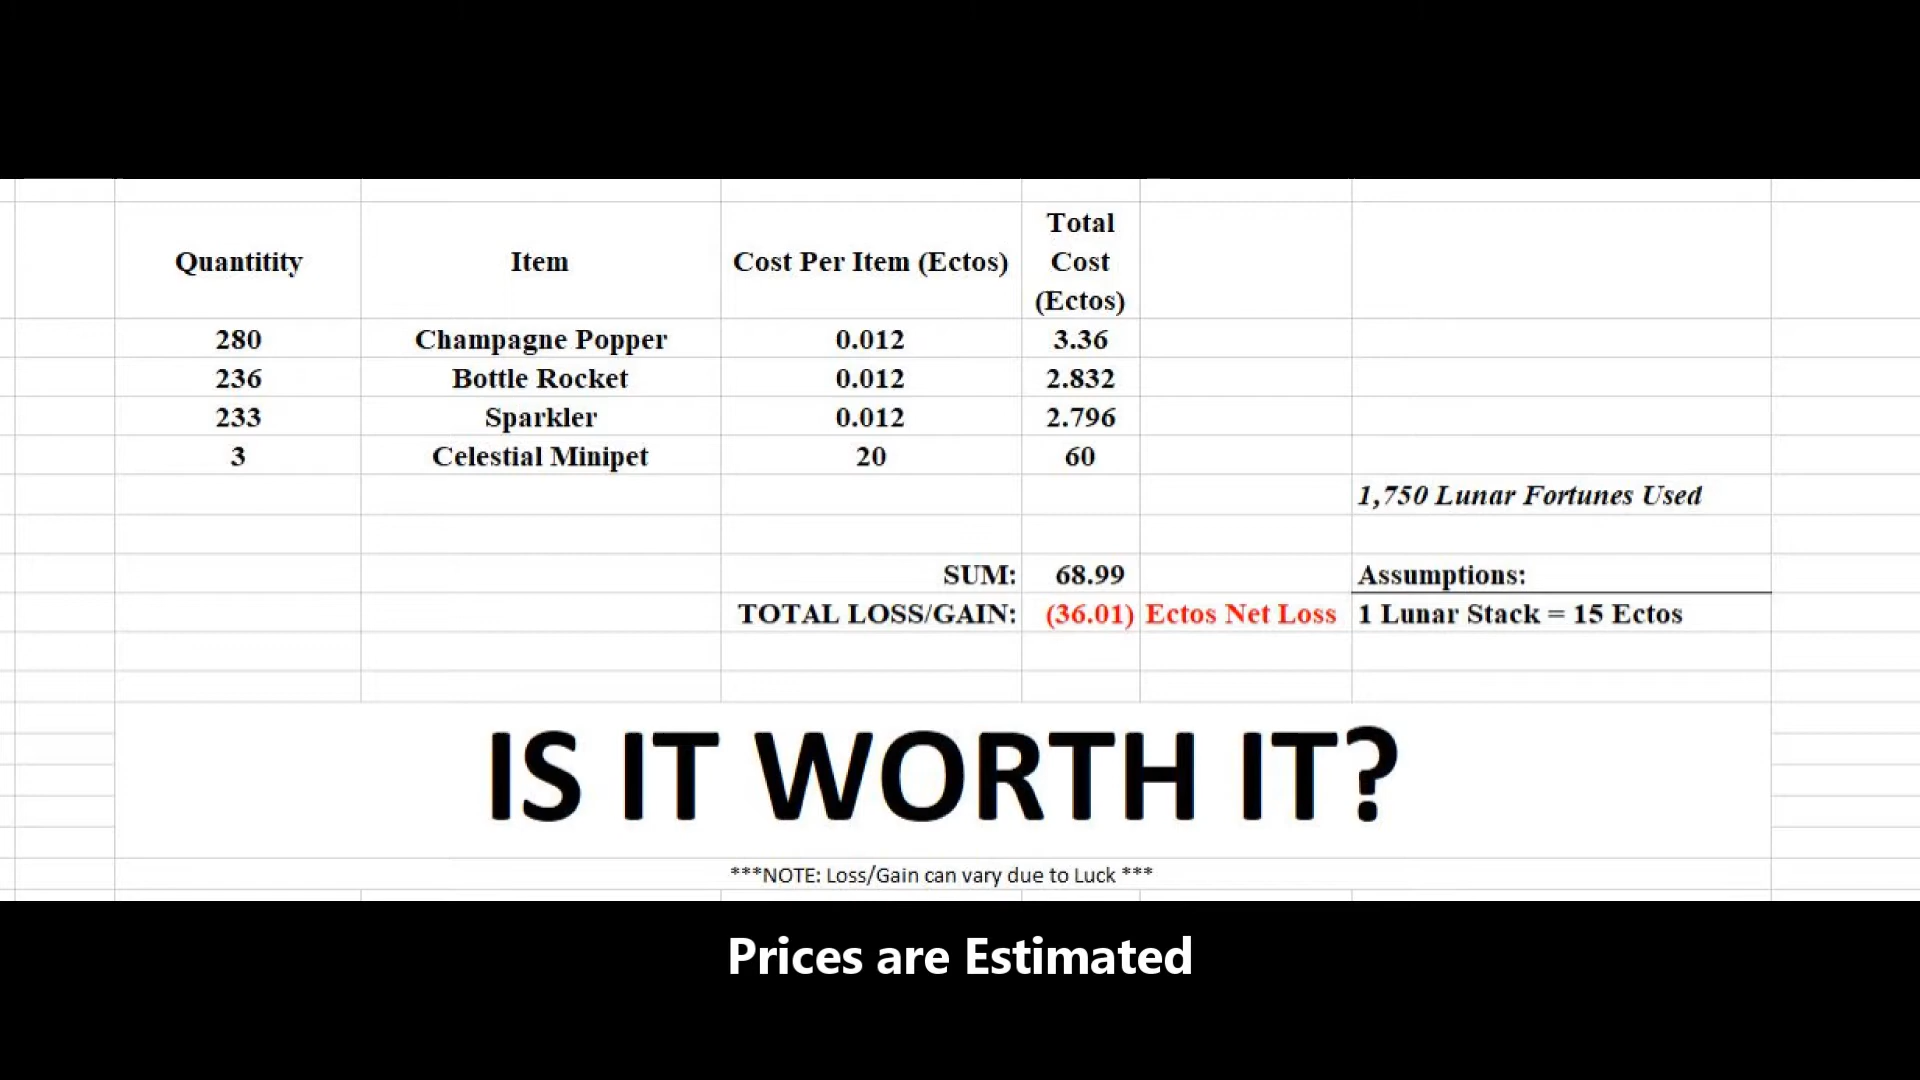 Quantitity Item Cost Per Item (Ectos) Total Cost (Ectos)
280 Champagne Popper 0.012 3.36
236 Bottle Rocket 0.012 2.832
233 Sparkler 0.012 2.796
3 Celestial Minipet 20 60
1,750 Lunar Fortunes Used
SUM: 68.99 Assumptions:
TOTAL LOSS/GAIN: (36.01) Ectos Net Loss 1 Lunar Stack = 15 Ectos
IS IT WORTH IT?
***NOTE: Loss/Gain can vary due to Luck ***
Prices are Estimated